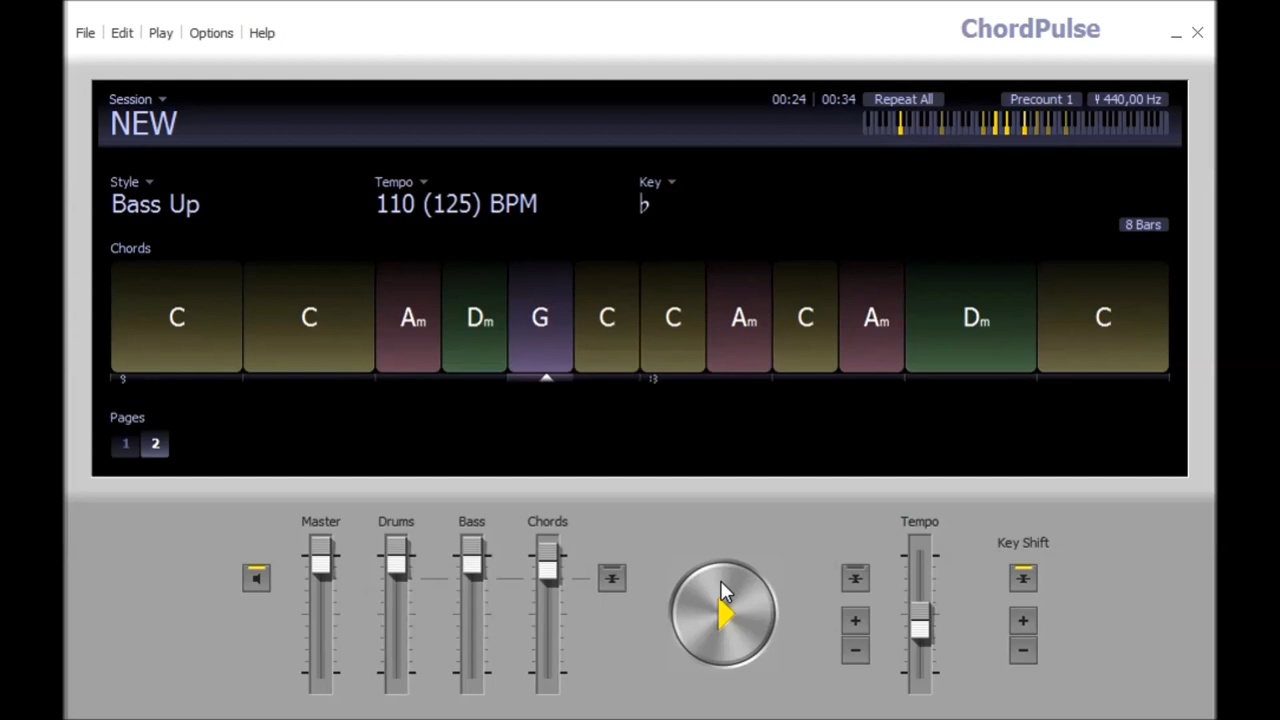 File Edit Play Options Help
ChordPulse
Session
NEW
00:24 00:34 Repeat All Precount 1 440,00 Hz
Style
Bass Up
Tempo
110 (125) BPM
Key
♭
8 Bars
Chords
C C Am Dm G C C Am C Am Dm C
Pages
1 2
Master Drums Bass Chords Tempo
Key Shift
+ +
− −